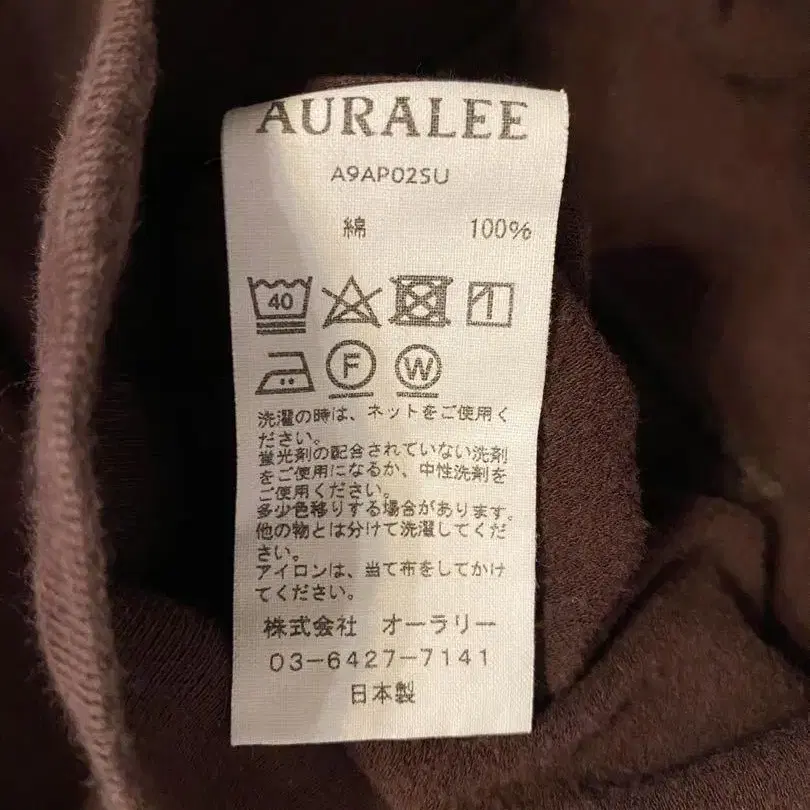 AURALEE
A9AP02SU
綿 100%
40
F W
洗濯の時は、ネットをご使用く
ださい。
蛍光剤の配合されていない洗剤
をご使用になるか、中性洗剤を
ご使用ください。
多少色移りする場合があります。
他の物とは分けて洗濯してくだ
さい。
アイロンは、当て布をしてかけ
てください。
株式会社 オーラリー
03-6427-7141
日本製